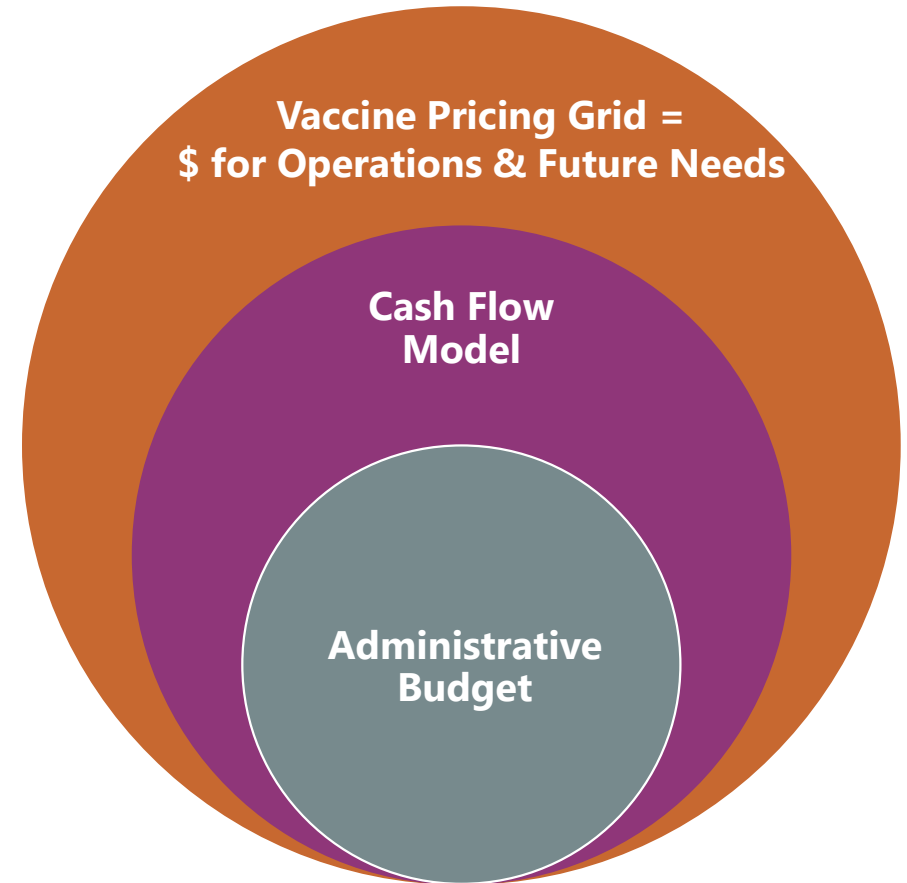 Vaccine Pricing Grid =
$ for Operations & Future Needs
Cash Flow
Model
Administrative
Budget